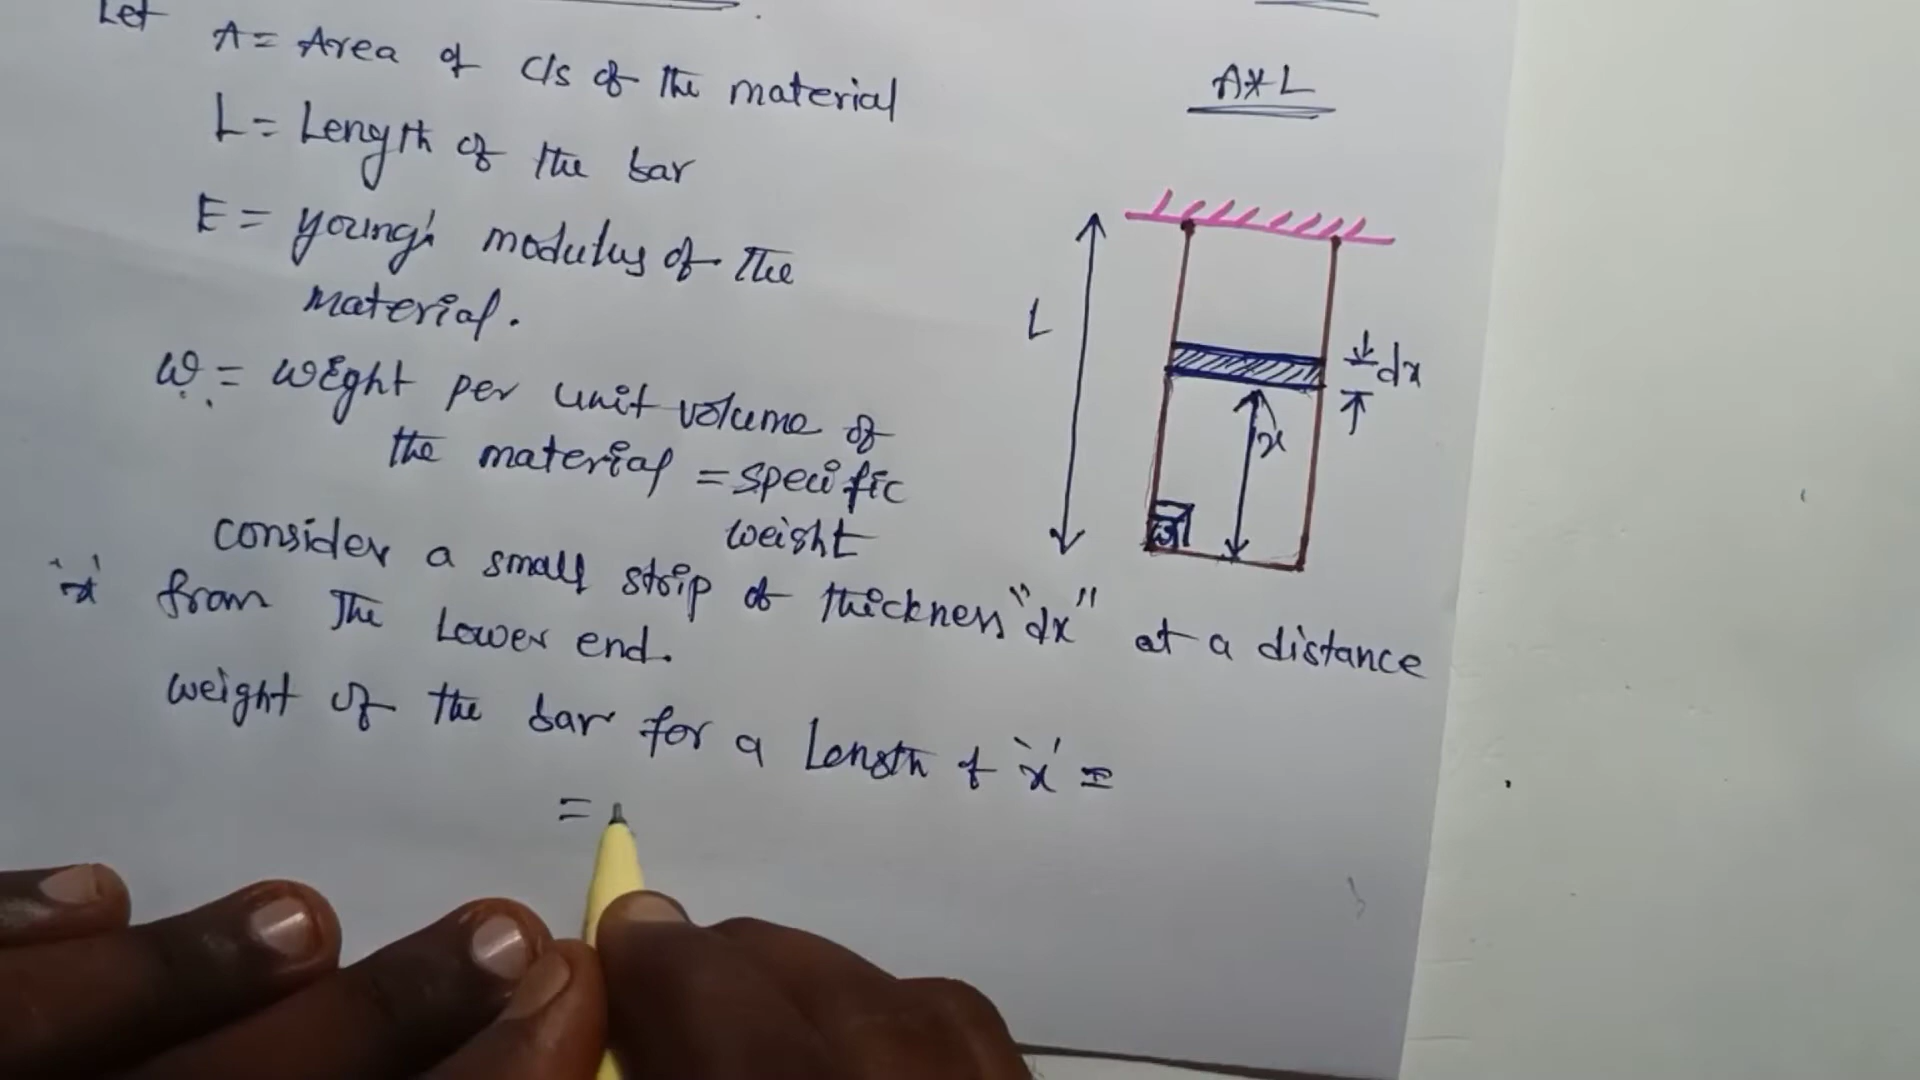 Let
A = Area of c/s of the material
L = Length of the bar
E = young's modulus of the
material.
w = weight per unit volume of
the material = specific
weight
consider a small strip of thickness "dx" at a distance
'x' from The Lower end.
weight of the bar for a Length of 'x' =
=
A*L
L
dx
x
w